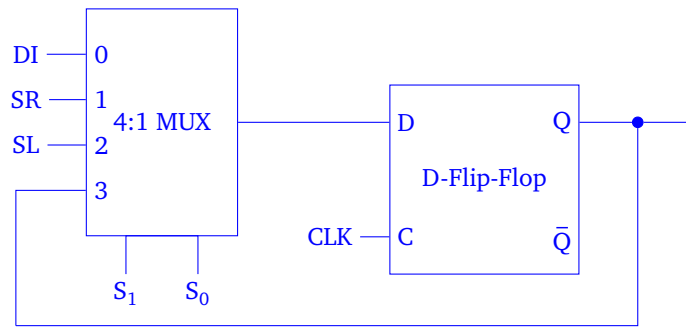 DI 0
SR 1
4:1 MUX
SL 2
3
S₁ S₀
D Q
D-Flip-Flop
CLK C Q̄